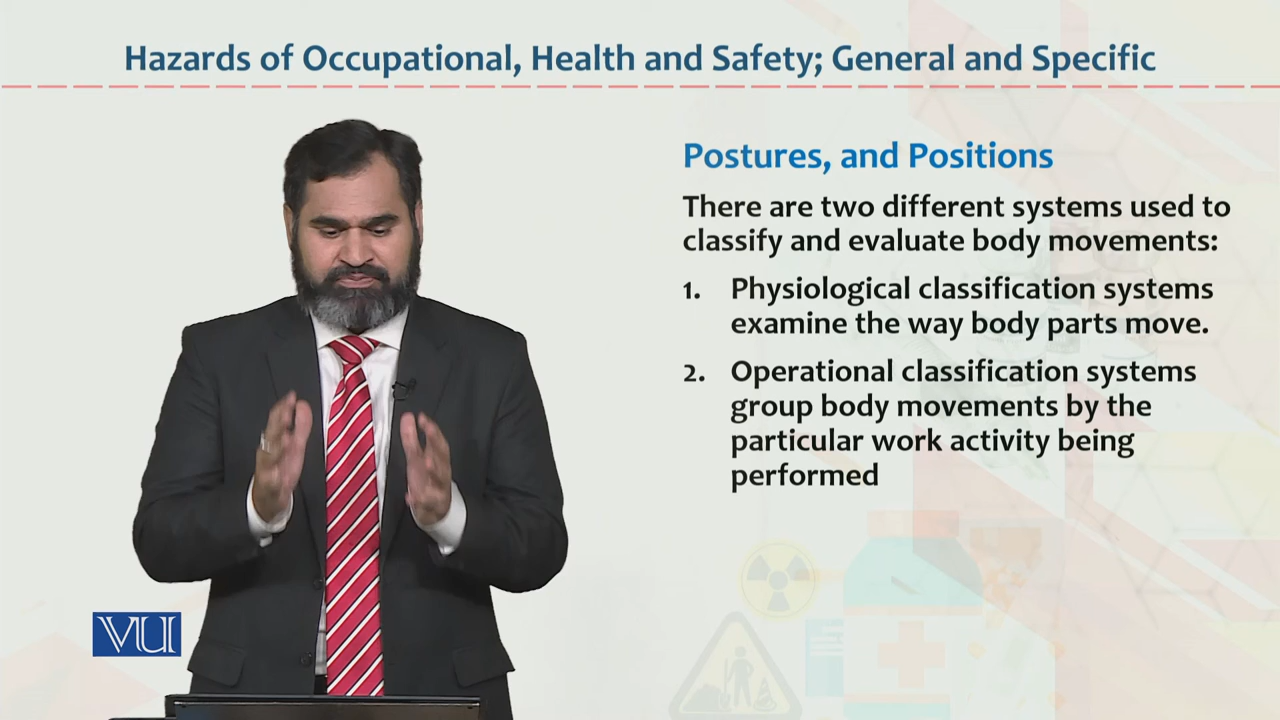 Hazards of Occupational, Health and Safety; General and Specific
Postures, and Positions
There are two different systems used to
classify and evaluate body movements:
1. Physiological classification systems
examine the way body parts move.
2. Operational classification systems
group body movements by the
particular work activity being
performed
VU